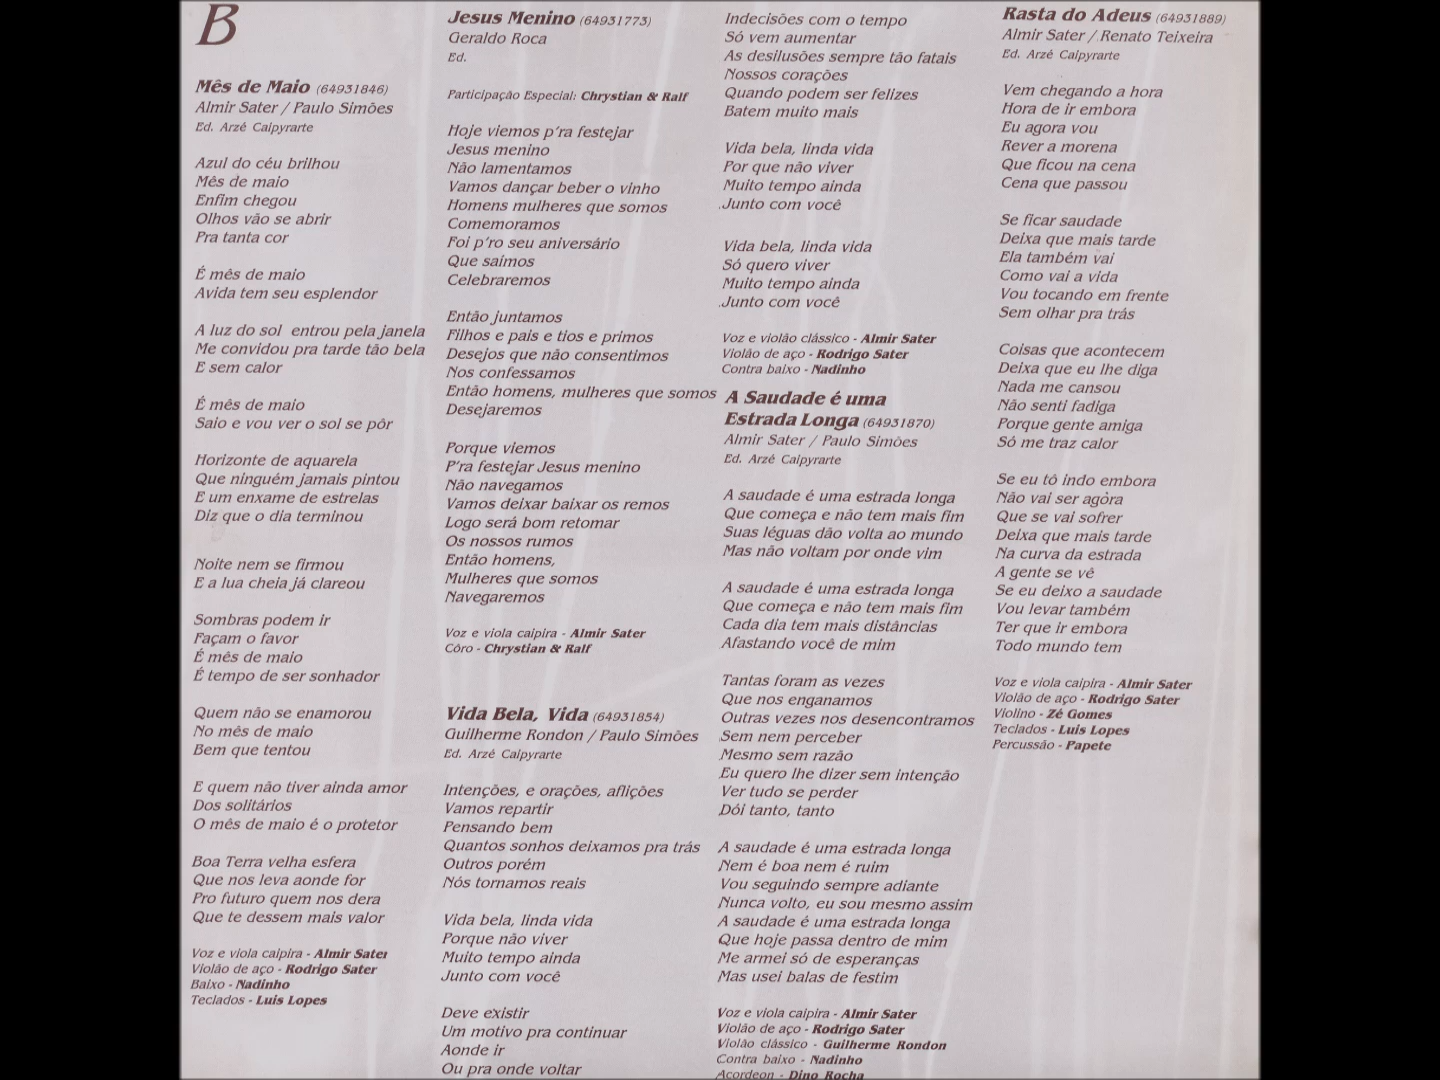 B
Mês de Maio (64931846)
Almir Sater / Paulo Simões
Ed. Arzé Caipyrarte
Azul do céu brilhou
Mês de maio
Enfim chegou
Olhos vão se abrir
Pra tanta cor
É mês de maio
Avida tem seu esplendor
A luz do sol entrou pela janela
Me convidou pra tarde tão bela
E sem calor
É mês de maio
Saio e vou ver o sol se pôr
Horizonte de aquarela
Que ninguém jamais pintou
E um enxame de estrelas
Diz que o dia terminou
Noite nem se firmou
E a lua cheia já clareou
Sombras podem ir
Façam o favor
É mês de maio
É tempo de ser sonhador
Quem não se enamorou
No mês de maio
Bem que tentou
E quem não tiver ainda amor
Dos solitários
O mês de maio é o protetor
Boa Terra velha esfera
Que nos leva aonde for
Pro futuro quem nos dera
Que te dessem mais valor
Voz e viola caipira - Almir Sater
Violão de aço - Rodrigo Sater
Baixo - Nadinho
Teclados - Luis Lopes
Jesus Menino (64931773)
Geraldo Roca
Ed.
Participação Especial: Chrystian & Ralf
Hoje viemos p'ra festejar
Jesus menino
Não lamentamos
Vamos dançar beber o vinho
Homens mulheres que somos
Comemoramos
Foi p'ro seu aniversário
Que saímos
Celebraremos
Então juntamos
Filhos e pais e tios e primos
Desejos que não consentimos
Nos confessamos
Então homens, mulheres que somos
Desejaremos
Porque viemos
P'ra festejar Jesus menino
Não navegamos
Vamos deixar baixar os remos
Logo será bom retomar
Os nossos rumos
Então homens,
Mulheres que somos
Navegaremos
Voz e viola caipira - Almir Sater
Côro - Chrystian & Ralf
Vida Bela, Vida (64931854)
Guilherme Rondon / Paulo Simões
Ed. Arzé Caipyrarte
Intenções, e orações, aflições
Vamos repartir
Pensando bem
Quantos sonhos deixamos pra trás
Outros porém
Nós tornamos reais
Vida bela, linda vida
Porque não viver
Muito tempo ainda
Junto com você
Deve existir
Um motivo pra continuar
Aonde ir
Ou pra onde voltar
Indecisões com o tempo
Só vem aumentar
As desilusões sempre tão fatais
Nossos corações
Quando podem ser felizes
Batem muito mais
Vida bela, linda vida
Por que não viver
Muito tempo ainda
Junto com você
Vida bela, linda vida
Só quero viver
Muito tempo ainda
Junto com você
Voz e violão clássico - Almir Sater
Violão de aço - Rodrigo Sater
Contra baixo - Nadinho
A Saudade é uma
Estrada Longa (64931870)
Almir Sater / Paulo Simões
Ed. Arzé Caipyrarte
A saudade é uma estrada longa
Que começa e não tem mais fim
Suas léguas dão volta ao mundo
Mas não voltam por onde vim
A saudade é uma estrada longa
Que começa e não tem mais fim
Cada dia tem mais distâncias
Afastando você de mim
Tantas foram as vezes
Que nos enganamos
Outras vezes nos desencontramos
Sem nem perceber
Mesmo sem razão
Eu quero lhe dizer sem intenção
Ver tudo se perder
Dói tanto, tanto
A saudade é uma estrada longa
Nem é boa nem é ruim
Vou seguindo sempre adiante
Nunca volto, eu sou mesmo assim
A saudade é uma estrada longa
Que hoje passa dentro de mim
Me armei só de esperanças
Mas usei balas de festim
Voz e viola caipira - Almir Sater
Violão de aço - Rodrigo Sater
Violão clássico - Guilherme Rondon
Contra baixo - Nadinho
Acordeon - Dino Rocha
Rasta do Adeus (64931889)
Almir Sater / Renato Teixeira
Ed. Arzé Caipyrarte
Vem chegando a hora
Hora de ir embora
Eu agora vou
Rever a morena
Que ficou na cena
Cena que passou
Se ficar saudade
Deixa que mais tarde
Ela também vai
Como vai a vida
Vou tocando em frente
Sem olhar pra trás
Coisas que acontecem
Deixa que eu lhe diga
Nada me cansou
Não senti fadiga
Porque gente amiga
Só me traz calor
Se eu tô indo embora
Não vai ser agora
Que se vai sofrer
Deixa que mais tarde
Na curva da estrada
A gente se vê
Se eu deixo a saudade
Vou levar também
Ter que ir embora
Todo mundo tem
Voz e viola caipira - Almir Sater
Violão de aço - Rodrigo Sater
Violino - Zé Gomes
Teclados - Luis Lopes
Percussão - Papete